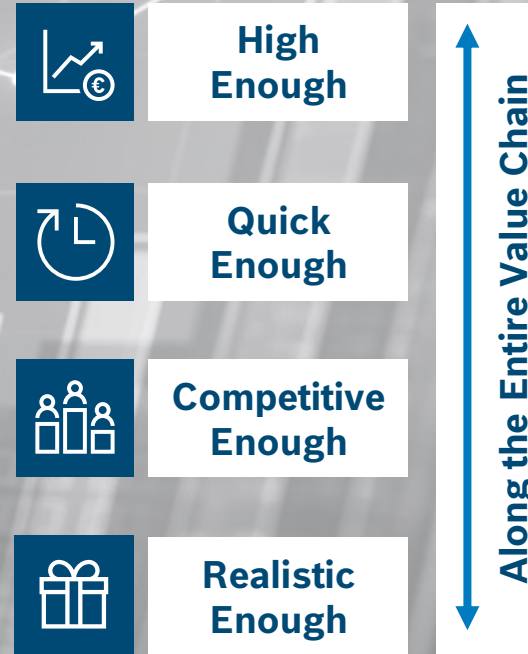 High
Enough
Quick
Enough
Competitive
Enough
Realistic
Enough
Along the Entire Value Chain
€